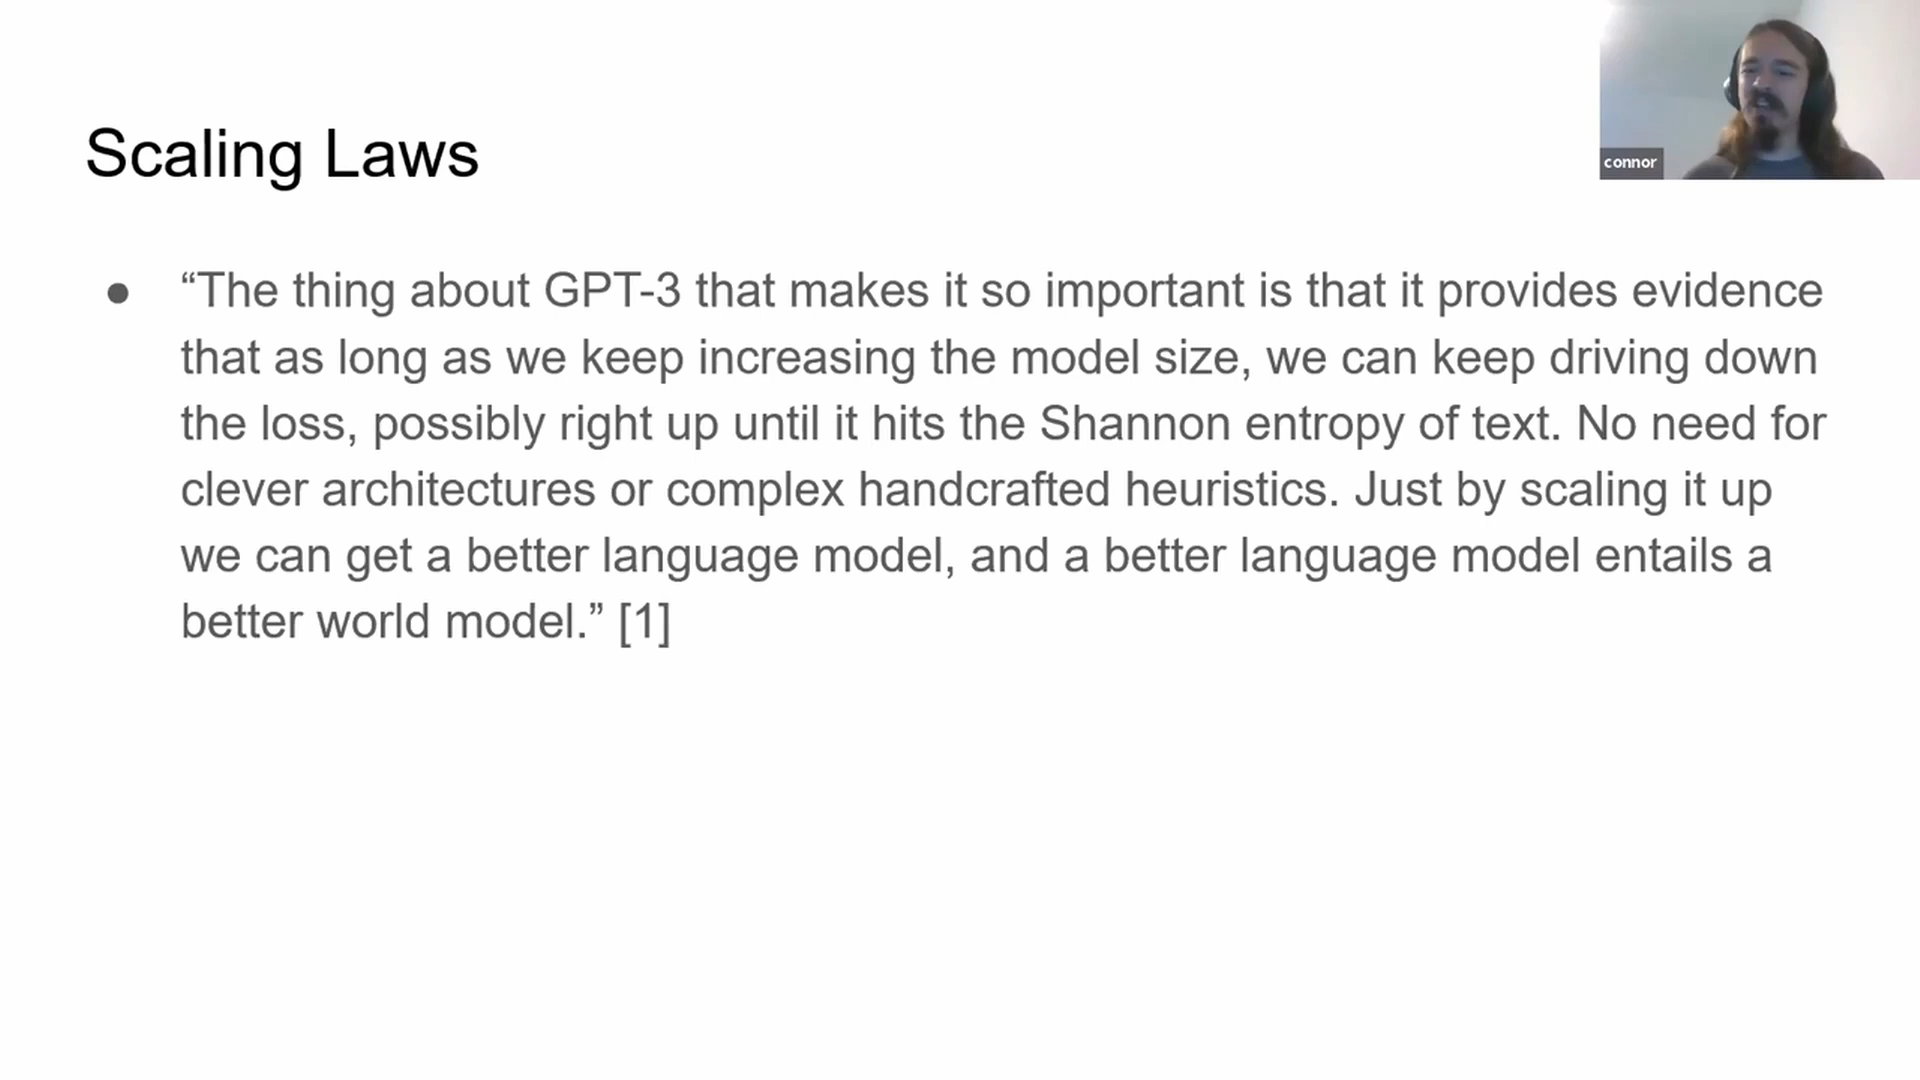 connor
Scaling Laws
● “The thing about GPT-3 that makes it so important is that it provides evidence
that as long as we keep increasing the model size, we can keep driving down
the loss, possibly right up until it hits the Shannon entropy of text. No need for
clever architectures or complex handcrafted heuristics. Just by scaling it up
we can get a better language model, and a better language model entails a
better world model.” [1]